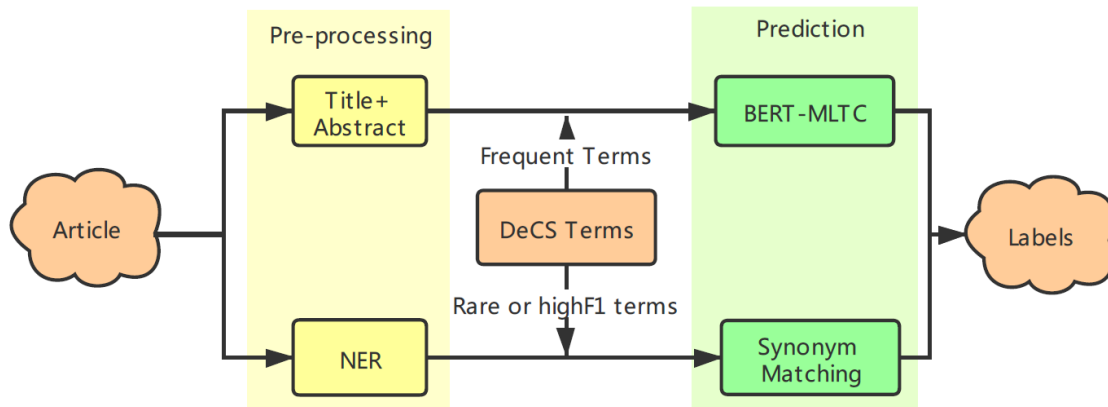 Pre-processing
Prediction
Title+
Abstract
BERT-MLTC
Frequent Terms
Article
DeCS Terms
Labels
Rare or highF1 terms
NER
Synonym
Matching